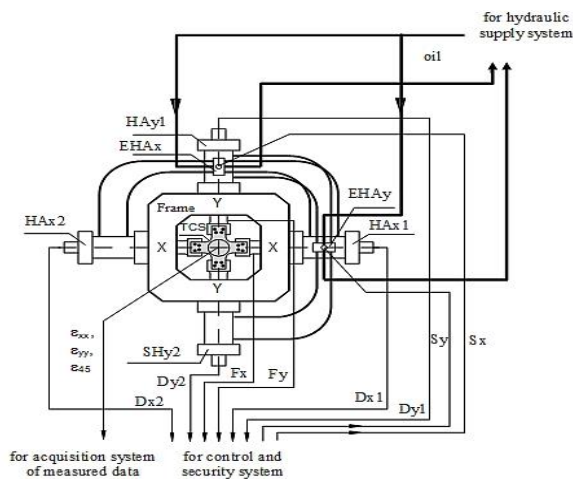 for hydraulic
supply system
oil
HAy1
EHAx
EHAy
HAx2
HAx1
Frame
Y
TCS
X
X
Y
εxx,
εyy,
ε45
SHy2
Sy
Sx
Dy2
Fx
Fy
Dx2
Dx1
Dy1
for acquisition system
of measured data
for control and
security system